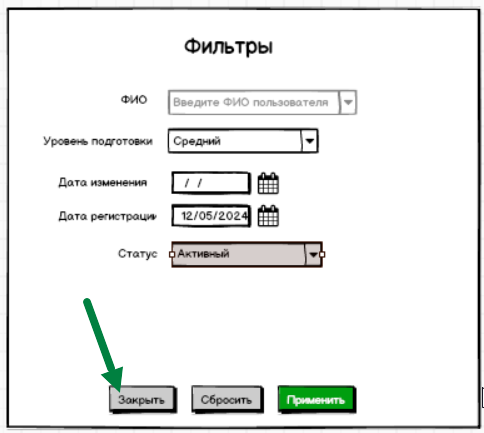 Фильтры
ФИО Введите ФИО пользователя
Уровень подготовки Средний
Дата изменения / /
Дата регистрации 12/05/2024
Статус Активный
Закрыть Сбросить Применить